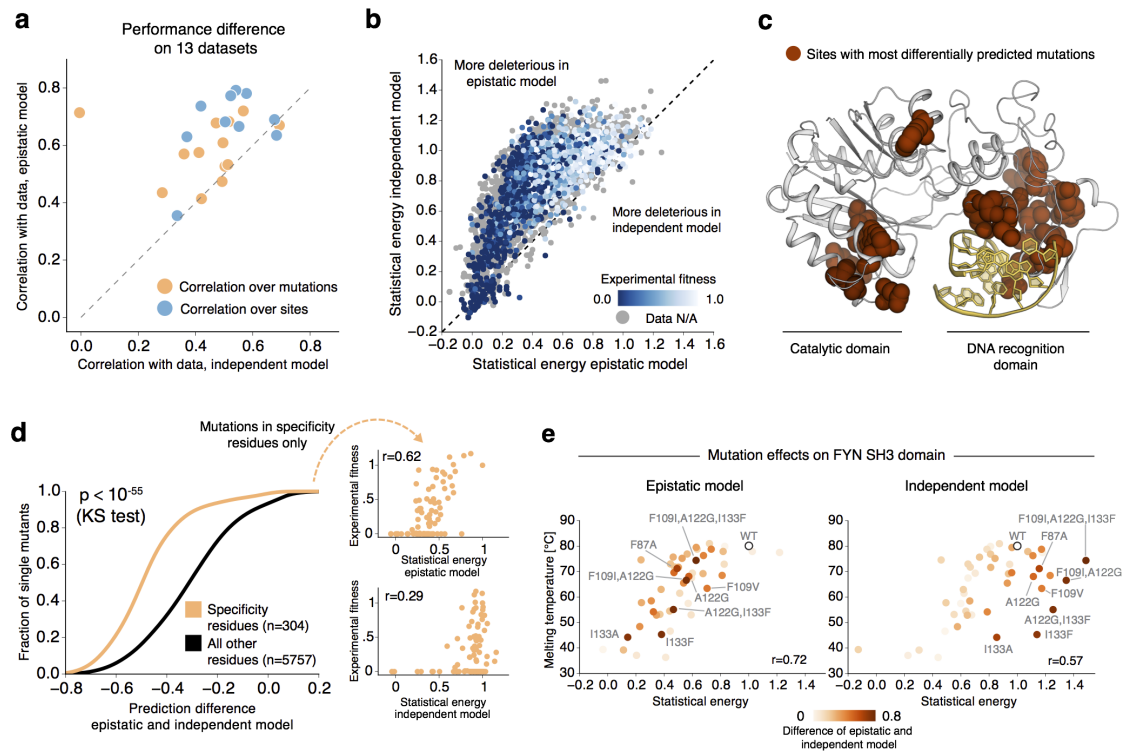 a
Performance difference
on 13 datasets
Correlation with data, epistatic model
0.8
0.6
0.4
0.2
0.0
Correlation over mutations
Correlation over sites
0.0 0.2 0.4 0.6 0.8
Correlation with data, independent model
b
Statistical energy independent model
1.6
1.4
1.2
1.0
0.8
0.6
0.4
0.2
0.0
−0.2
More deleterious in
epistatic model
More deleterious in
independent model
Experimental fitness
0.0 1.0
Data N/A
−0.2 0.0 0.2 0.4 0.6 0.8 1.0 1.2 1.4 1.6
Statistical energy epistatic model
c
Sites with most differentially predicted mutations
Catalytic domain
DNA recognition
domain
d
Mutations in specificity
residues only
Fraction of single mutants
1.0
0.8
0.6
0.4
0.2
0.0
p < 10-55
(KS test)
Specificity
residues (n=304)
All other
residues (n=5757)
−0.8 −0.6 −0.4 −0.2 0.0 0.2
Prediction difference
epistatic and independent model
Experimental fitness
r=0.62
1
.5
0
0 .5 1
Statistical energy
epistatic model
Experimental fitness
r=0.29
1
.5
0
0 .5 1
Statistical energy
independent model
e
Mutation effects on FYN SH3 domain
Epistatic model
Melting temperature [°C]
90
80
70
60
50
40
30
F109I,A122G,I133F
WT
F87A
F109I,A122G
F109V
A122G
A122G,I133F
I133A
I133F
r=0.72
−0.2 0.0 0.2 0.4 0.6 0.8 1.0 1.2 1.4
Statistical energy
Independent model
90
80
70
60
50
40
30
F109I,A122G,I133F
WT
F87A
F109I,A122G
A122G
F109V
A122G,I133F
I133F
I133A
r=0.57
−0.2 0.0 0.2 0.4 0.6 0.8 1.0 1.2 1.4
Statistical energy
0 0.8
Difference of epistatic and
independent model